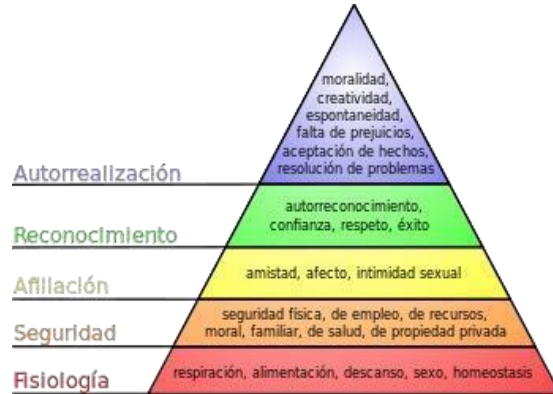 moralidad,
creatividad,
espontaneidad,
falta de prejuicios,
aceptación de hechos,
resolución de problemas
Autorrealización
autorreconocimiento,
confianza, respeto, éxito
Reconocimiento
amistad, afecto, intimidad sexual
Afiliación
seguridad física, de empleo, de recursos,
moral, familiar, de salud, de propiedad privada
Seguridad
respiración, alimentación, descanso, sexo, homeostasis
Fisiología